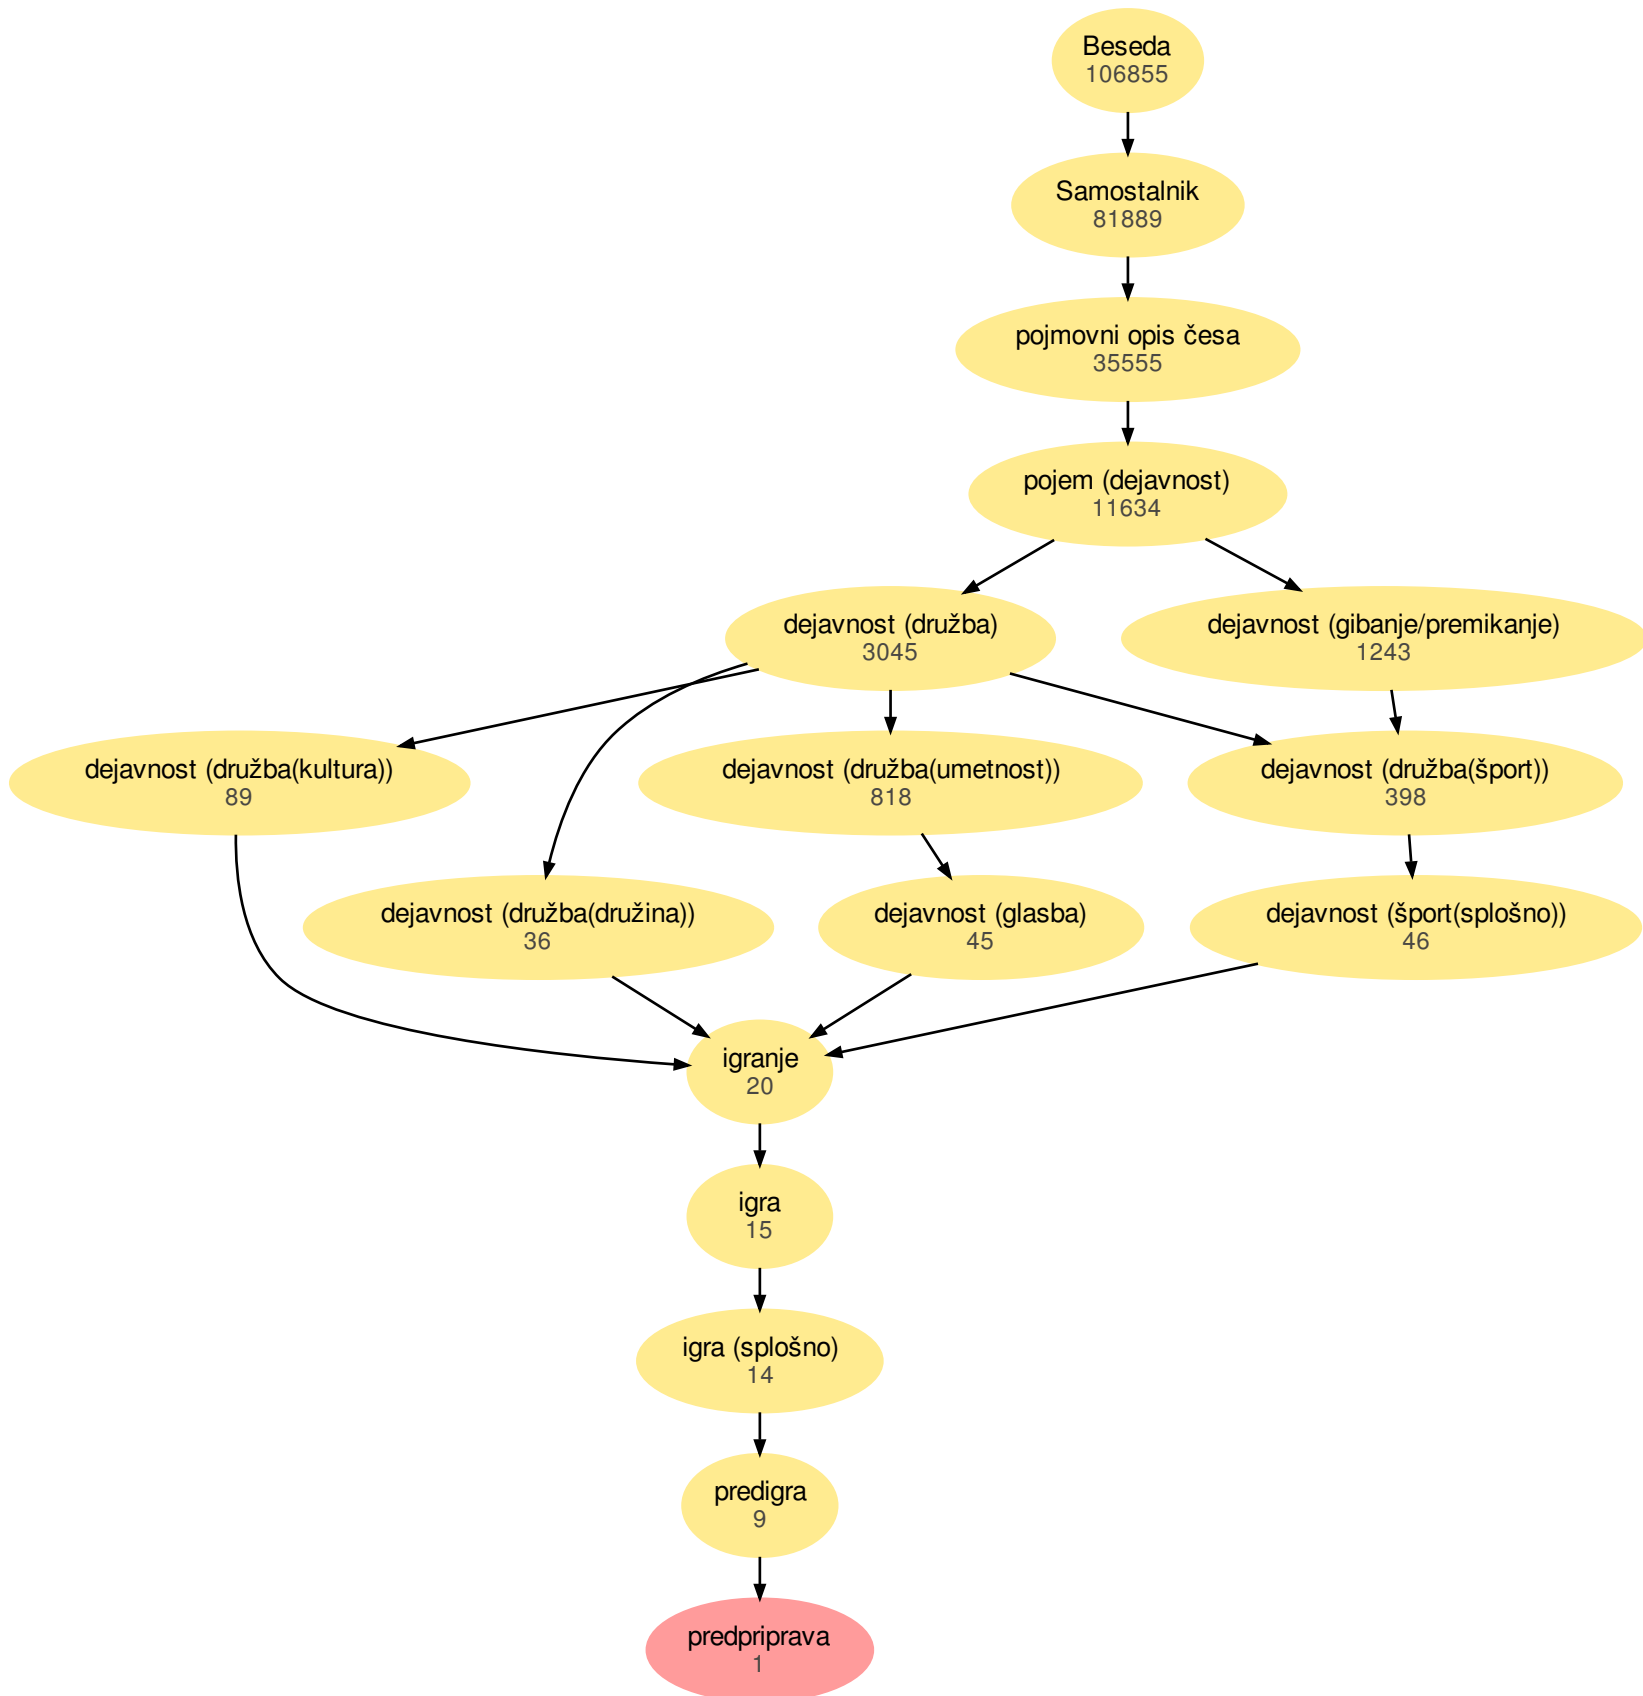 Beseda
106855
Samostalnik
81889
pojmovni opis česa
35555
pojem (dejavnost)
11634
dejavnost (družba)
3045
dejavnost (gibanje/premikanje)
1243
dejavnost (družba(kultura))
89
dejavnost (družba(umetnost))
818
dejavnost (družba(šport))
398
dejavnost (družba(družina))
36
dejavnost (glasba)
45
dejavnost (šport(splošno))
46
igranje
20
igra
15
igra (splošno)
14
predigra
9
predpriprava
1